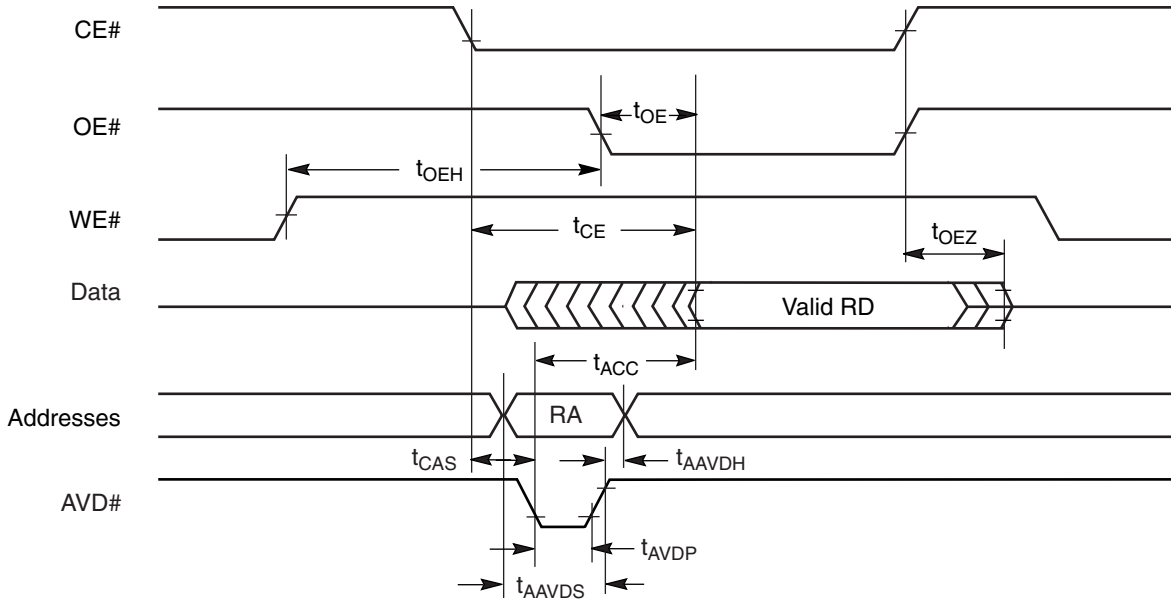 CE#
OE#
tOE
tOEH
WE#
tCE
tOEZ
Data
Valid RD
tACC
Addresses
RA
tCAS
tAAVDH
AVD#
tAVDP
tAAVDS